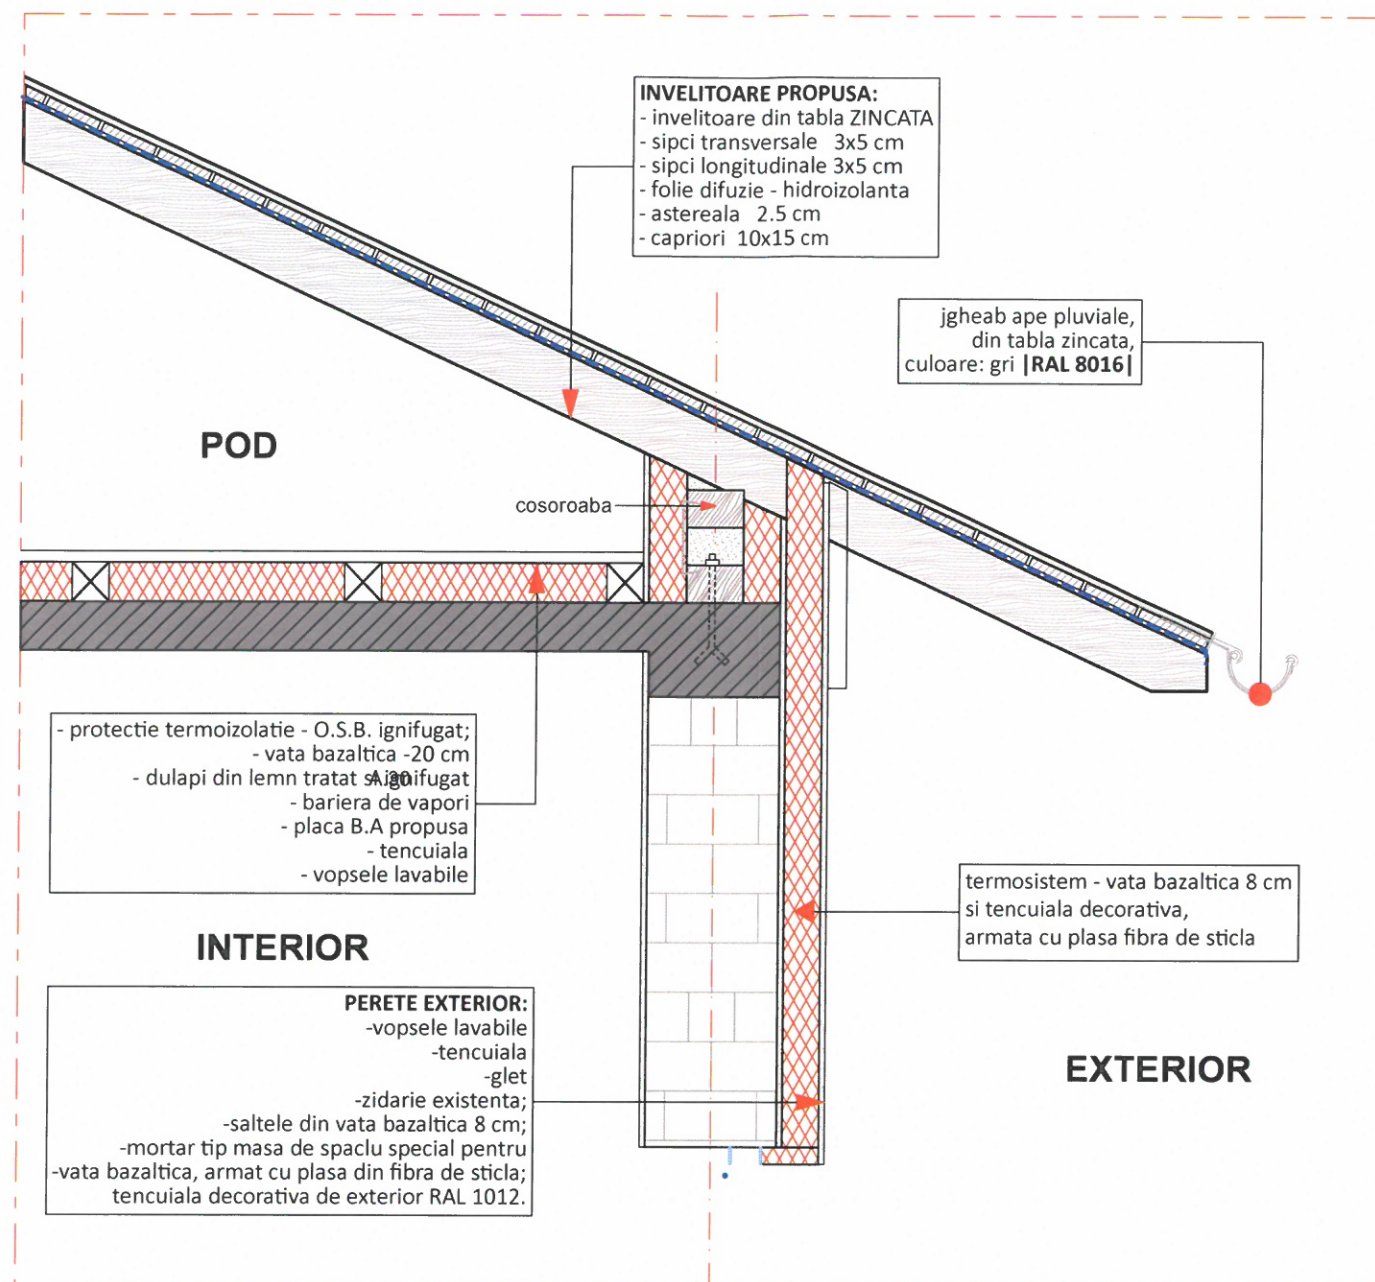 INVELITOARE PROPUSA:
- invelitoare din tabla ZINCATA
- sipci transversale 3x5 cm
- sipci longitudinale 3x5 cm
- folie difuzie - hidroizolanta
- astereala 2.5 cm
- capriori 10x15 cm
jgheab ape pluviale,
din tabla zincata,
culoare: gri |RAL 8016|
POD
cosoroaba
- protectie termoizolatie - O.S.B. ignifugat;
- vata bazaltica -20 cm
- dulapi din lemn tratat si ignifugat
- bariera de vapori
- placa B.A propusa
- tencuiala
- vopsele lavabile
termosistem - vata bazaltica 8 cm
si tencuiala decorativa,
armata cu plasa fibra de sticla
INTERIOR
PERETE EXTERIOR:
-vopsele lavabile
-tencuiala
-glet
-zidarie existenta;
-saltele din vata bazaltica 8 cm;
-mortar tip masa de spaclu special pentru
-vata bazaltica, armat cu plasa din fibra de sticla;
tencuiala decorativa de exterior RAL 1012.
EXTERIOR